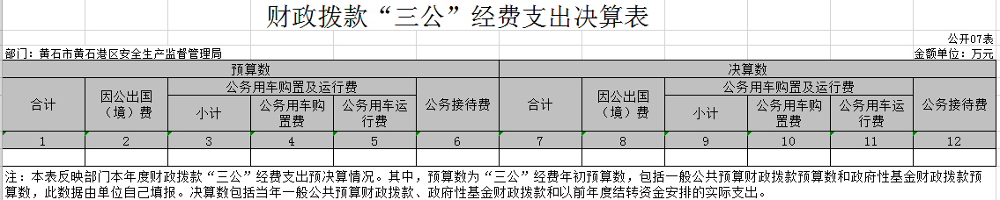 财政拨款“三公”经费支出决算表
公开07表
部门：黄石市黄石港区安全生产监督管理局 金额单位：万元
预算数 决算数
合计 因公出国（境）费 公务用车购置及运行费 公务接待费 合计 因公出国（境）费 公务用车购置及运行费 公务接待费
小计 公务用车购置费 公务用车运行费 小计 公务用车购置费 公务用车运行费
1 2 3 4 5 6 7 8 9 10 11 12
注：本表反映部门本年度财政拨款“三公”经费支出预决算情况。其中，预算数为“三公”经费年初预算数，包括一般公共预算财政拨款预算数和政府性基金财政拨款预
算数，此数据由单位自己填报。决算数包括当年一般公共预算财政拨款、政府性基金财政拨款和以前年度结转资金安排的实际支出。